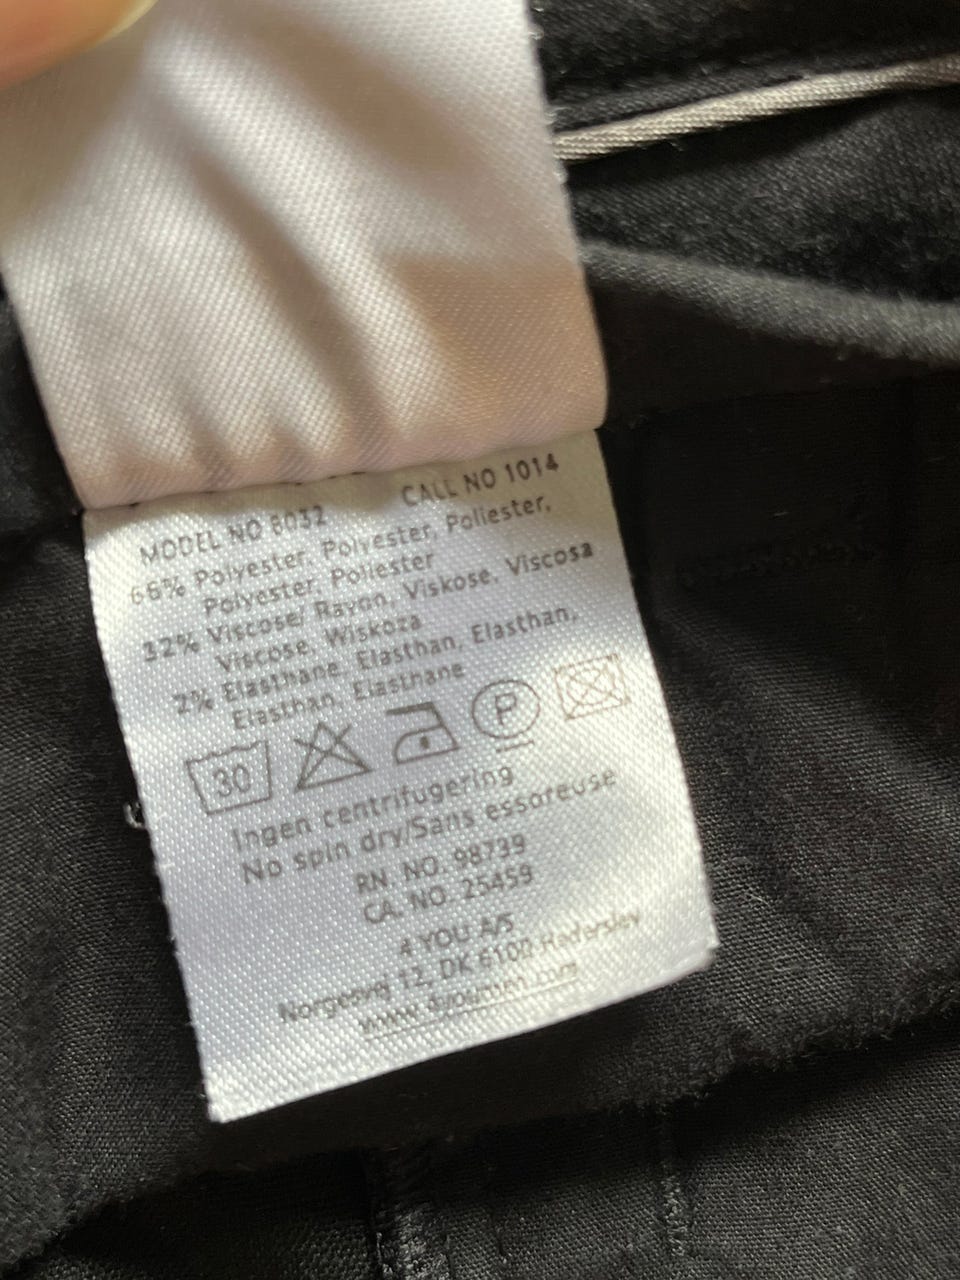 MODEL NO 8032 CALL NO 1014
66% Polyester, Polyester, Poliester,
Polyester, Poliester
32% Viscose/ Rayon, Viskose, Viscosa
Viscose, Wiskoza
2% Elasthane, Elasthan, Elasthan,
Elasthan, Elasthane
30 P
Ingen centrifugering
No spin dry/Sans essoreuse
RN. NO. 98739
CA. NO. 25459
4 YOU A/S
Norgesvej 12, DK 6100 Haderslev